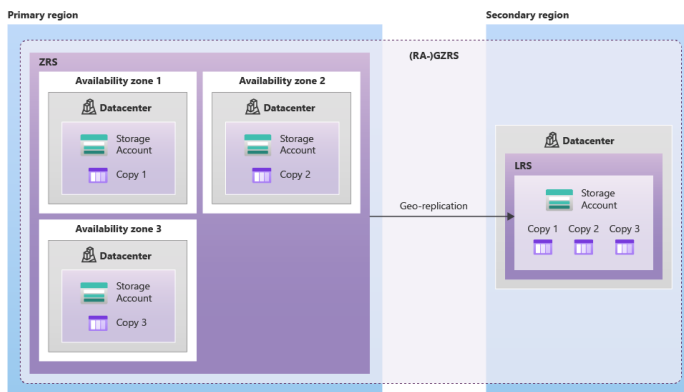 Primary region
Secondary region
(RA-)GZRS
ZRS
Availability zone 1
Datacenter
Storage
Account
Copy 1
Availability zone 2
Datacenter
Storage
Account
Copy 2
Availability zone 3
Datacenter
Storage
Account
Copy 3
Geo-replication
Datacenter
LRS
Storage
Account
Copy 1 Copy 2 Copy 3